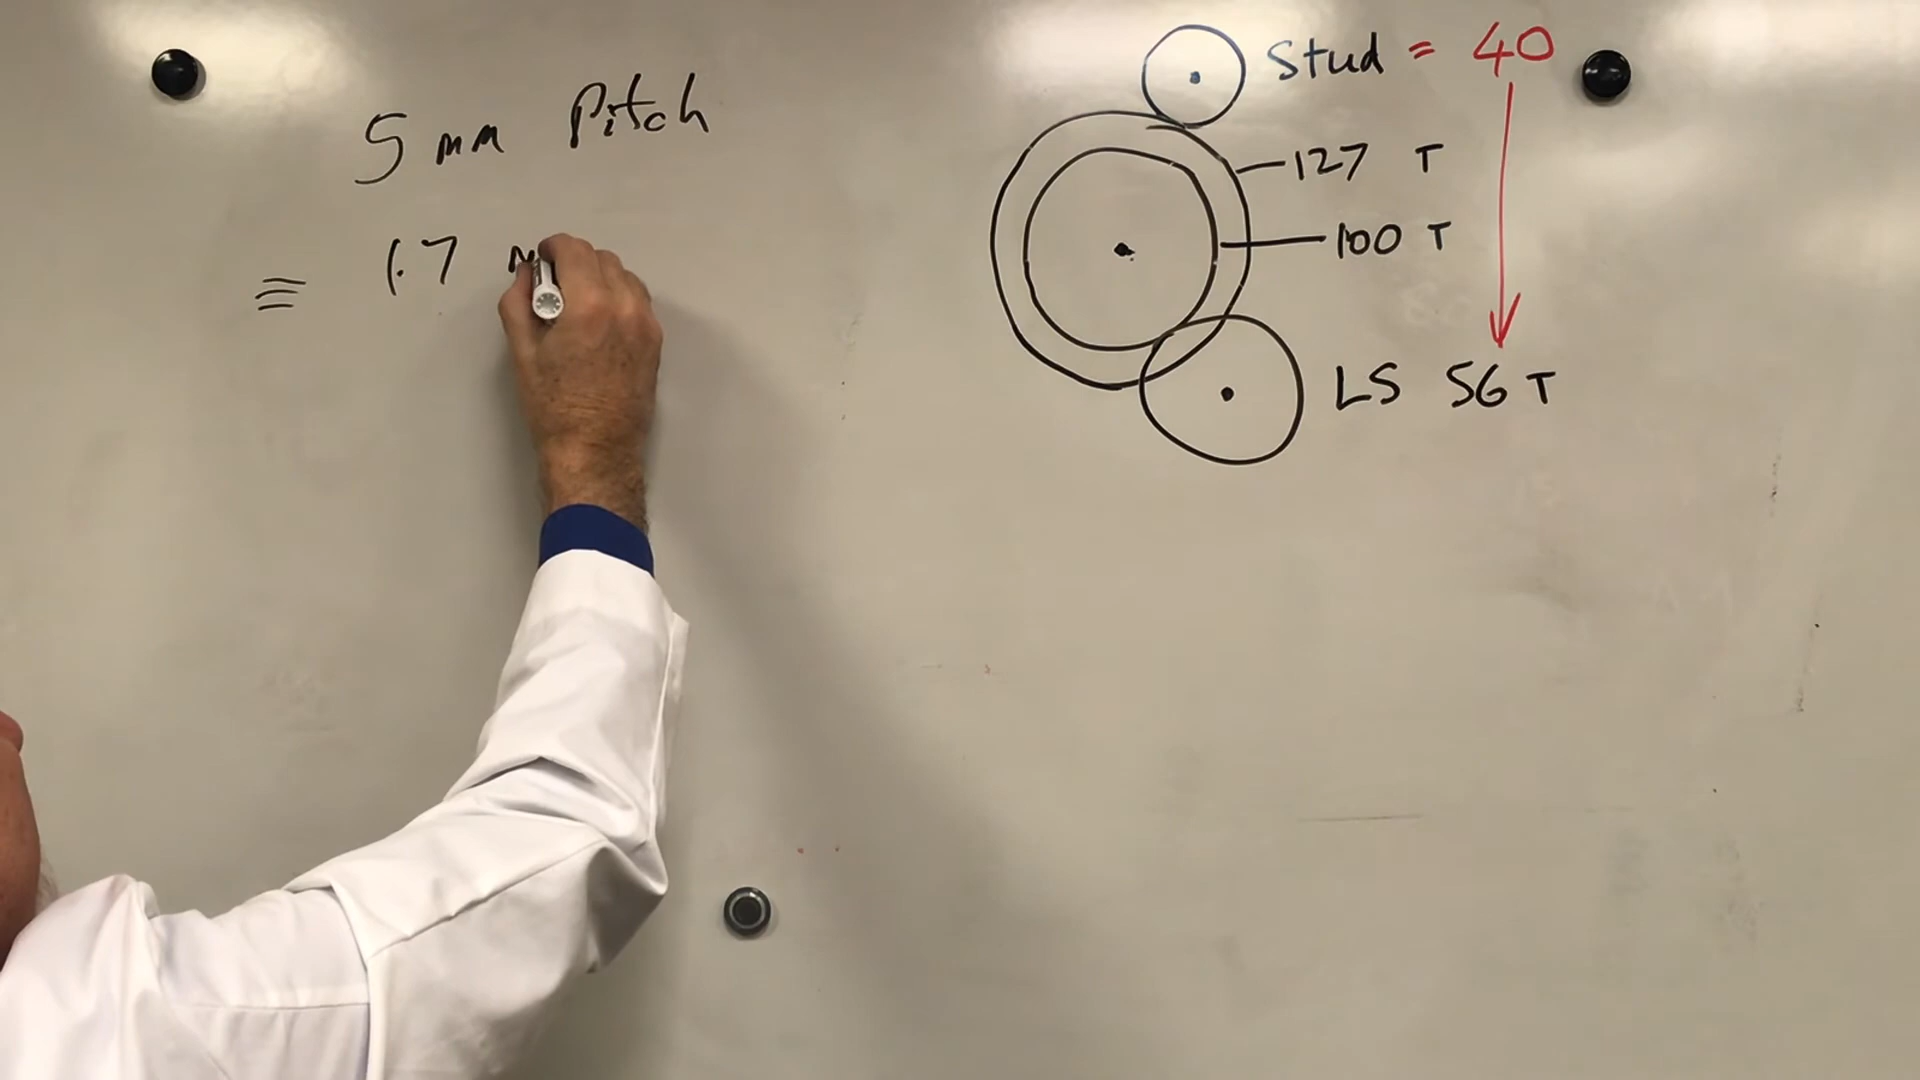 5 mm Pitch
≡ 1.7 m
Stud = 40
127 T
100 T
LS 56 T